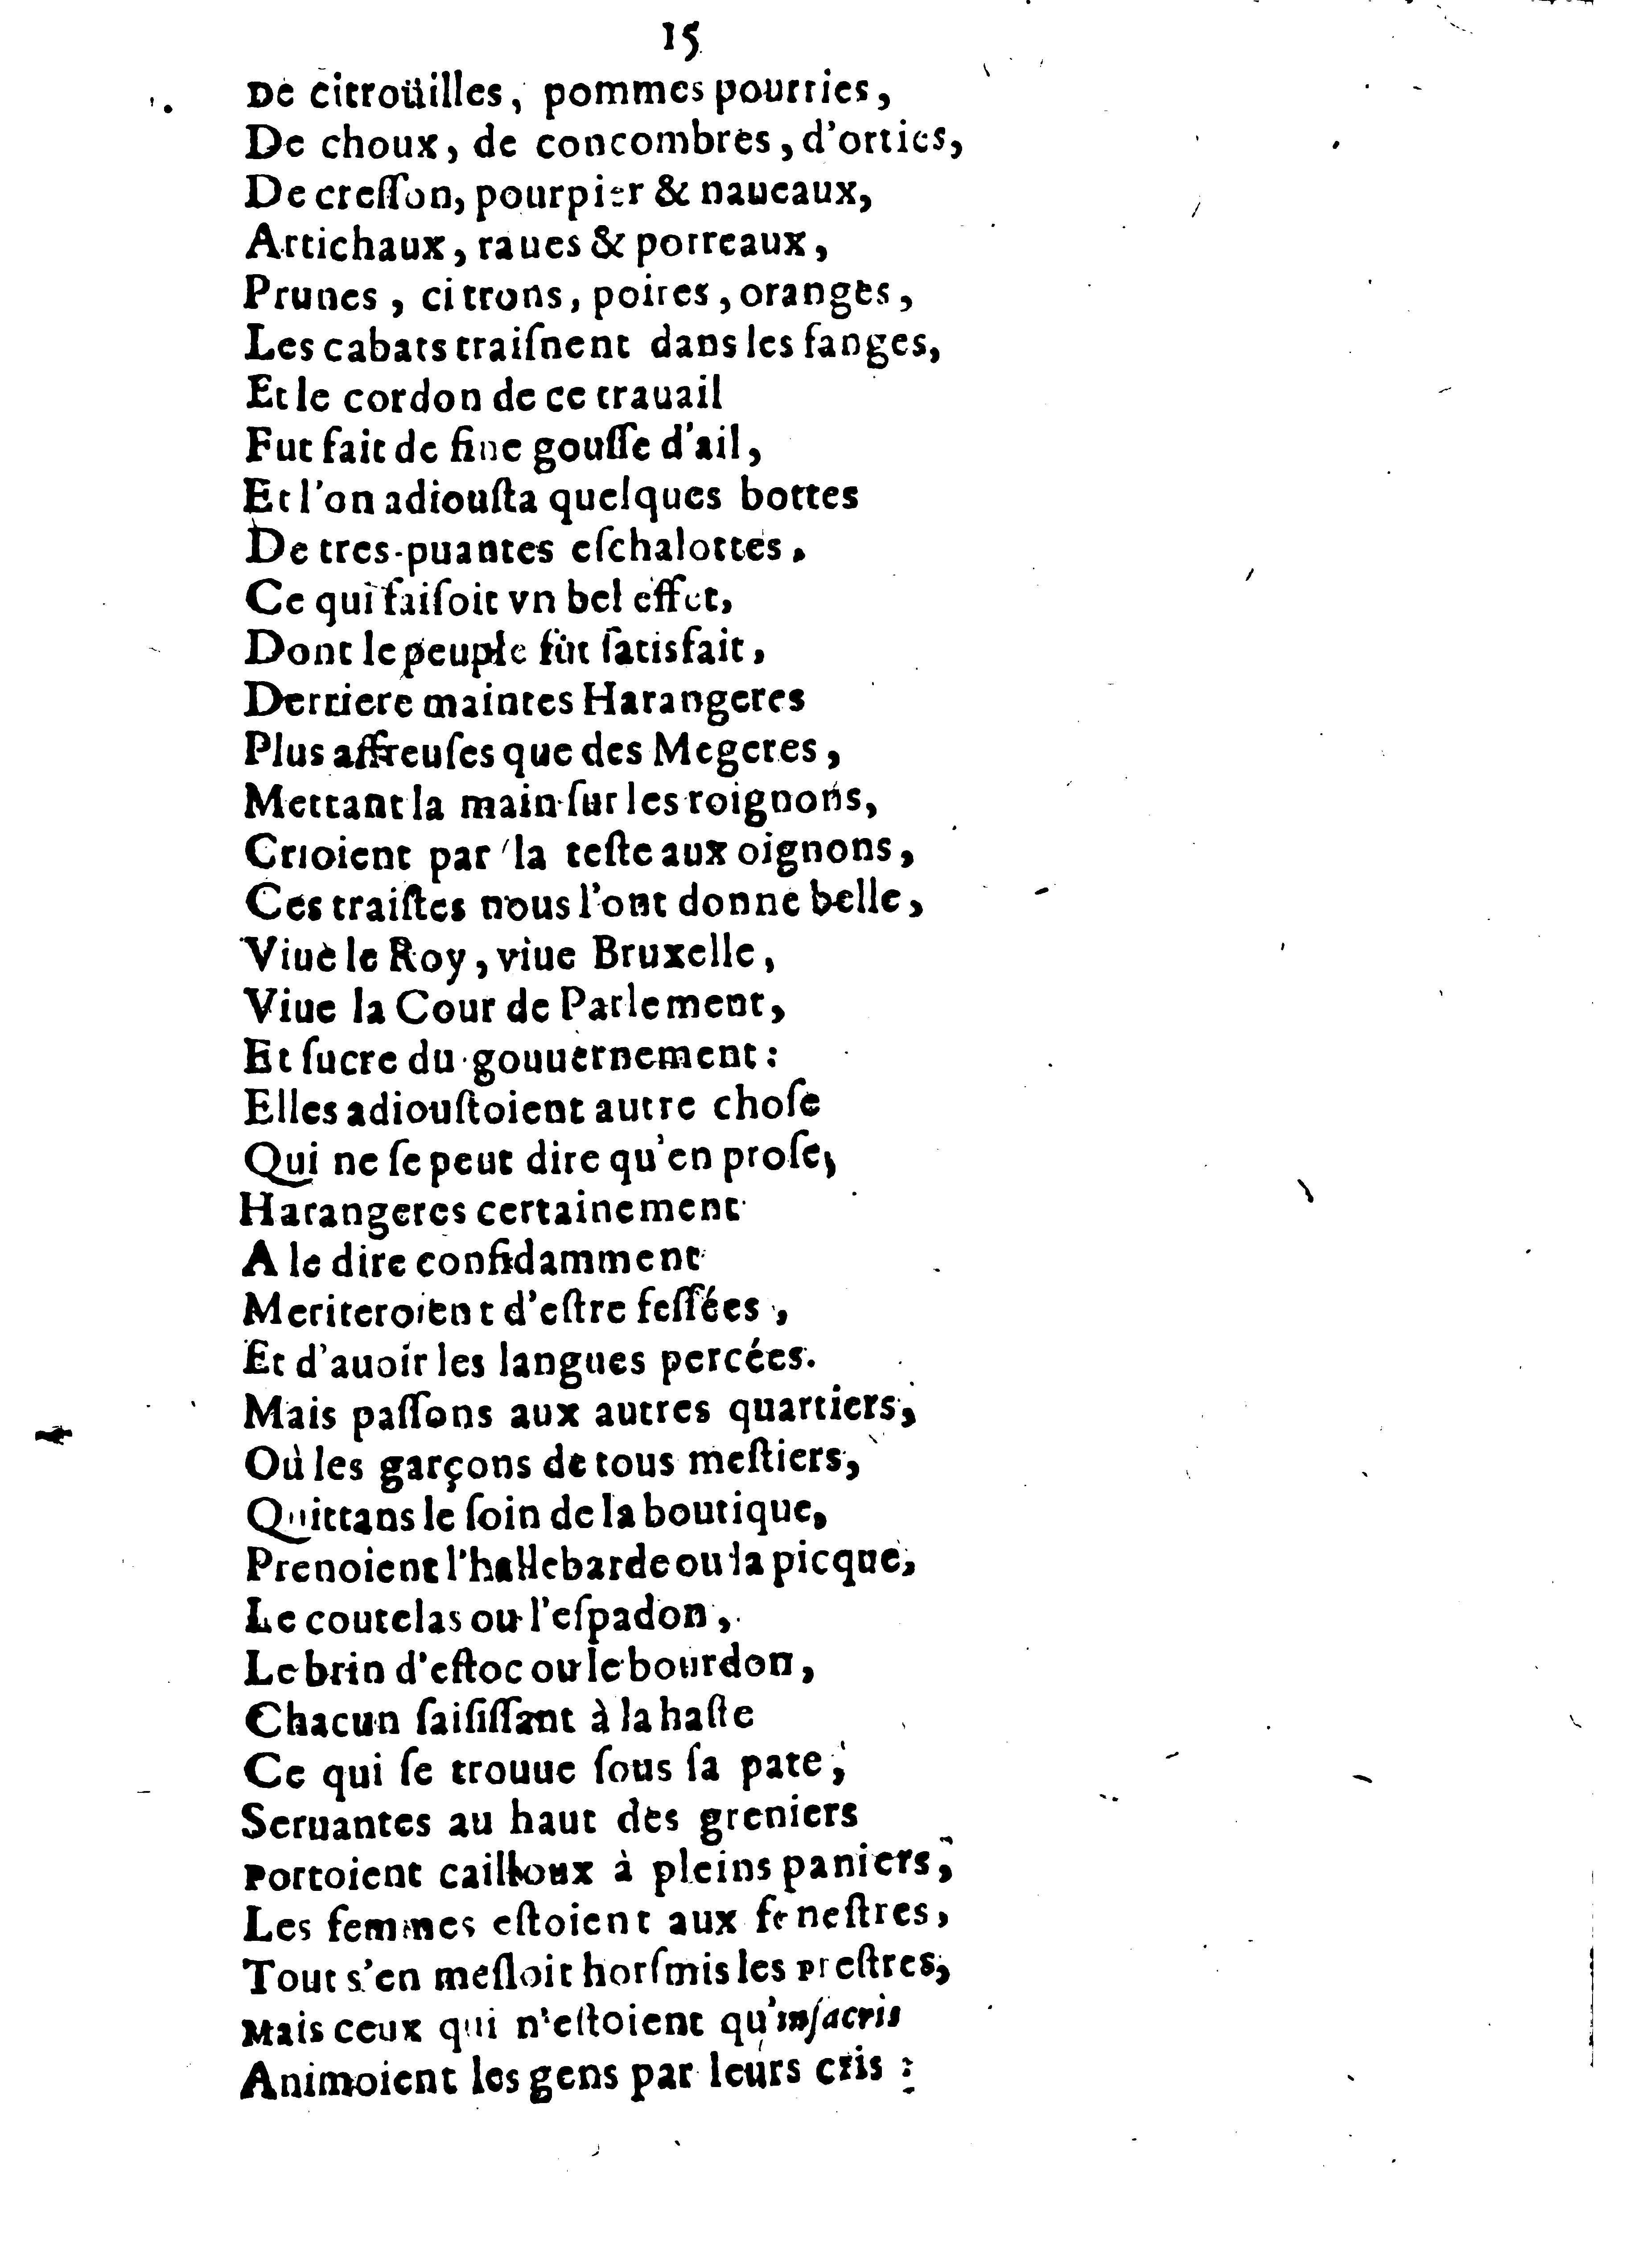 15
De citroüilles, pommes pourries,
De choux, de concombres, d'orties,
De creſſon, pourpier & naueaux,
Artichaux, raues & porreaux,
Prunes, citrons, poires, oranges,
Les cabats traiſnent dans les fanges,
Et le cordon de ce trauail
Fut fait de fine gouſſe d'ail,
Et l'on adiouſta quelques bottes
De tres-puantes eſchalottes.
Ce qui faiſoit vn bel effet,
Dont le peuple fut ſatisfait,
Derriere maintes Harangeres
Plus affreuſes que des Megeres,
Mettant la main ſur les roignons,
Crioient par la teſte aux oignons,
Ces traiſtes nous l'ont donne belle,
Viue le Roy, viue Bruxelle,
Viue la Cour de Parlement,
Et ſucre du gouuernement:
Elles adiouſtoient autre choſe
Qui ne ſe peut dire qu'en proſe,
Harangeres certainement
A le dire confidamment
Meriteroient d'eſtre feſſées,
Et d'auoir les langues percées.
Mais paſſons aux autres quartiers,
Où les garçons de tous meſtiers,
Quittans le ſoin de la boutique,
Prenoient l'hallebarde ou la picque,
Le coutelas ou l'eſpadon,
Le brin d'eſtoc ou le bourdon,
Chacun ſaiſiſſant à la haſte
Ce qui ſe trouue ſous ſa pate,
Seruantes au haut des greniers
Portoient cailloux à pleins paniers,
Les femmes eſtoient aux feneſtres,
Tout s'en meſloit horſmis les preſtres,
Mais ceux qui n'eſtoient qu'inſacris
Animoient les gens par leurs cris: